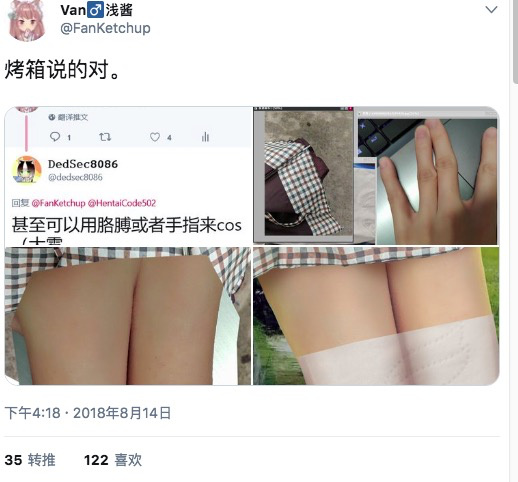 Van♂浅酱
@FanKetchup
烤箱说的对。
翻译推文
1
4
DedSec8086
@dedsec8086
回复 @FanKetchup @HentaiCode502
甚至可以用胳膊或者手指来cos
下午4:18 · 2018年8月14日
35 转推 122 喜欢